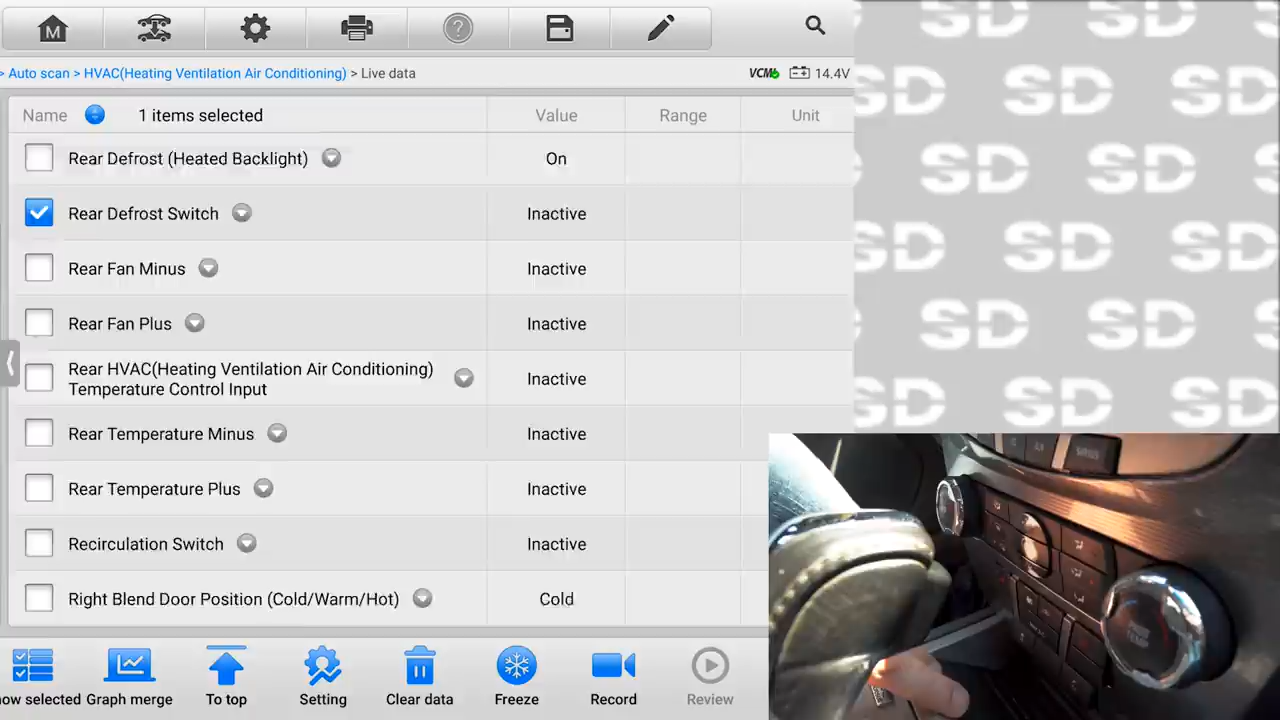 M
?
> Auto scan > HVAC(Heating Ventilation Air Conditioning) > Live data
VCMI
14.4V
Name 1 items selected Value Range Unit
Rear Defrost (Heated Backlight) On
Rear Defrost Switch Inactive
Rear Fan Minus Inactive
Rear Fan Plus Inactive
Rear HVAC(Heating Ventilation Air Conditioning)
Temperature Control Input Inactive
Rear Temperature Minus Inactive
Rear Temperature Plus Inactive
Recirculation Switch Inactive
Right Blend Door Position (Cold/Warm/Hot) Cold
ow selected Graph merge To top Setting Clear data Freeze Record Review
SD SD
SD SD SD
SD SD
SD SD SD
SD SD
SD SD SD